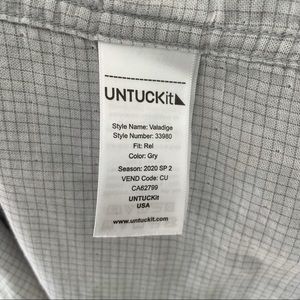 UNTUCKit
Style Name: Valadige
Style Number: 33980
Fit: Rel
Color: Gry
Season: 2020 SP 2
VEND Code: CU
CA62799
UNTUCKit
USA
www.untuckit.com